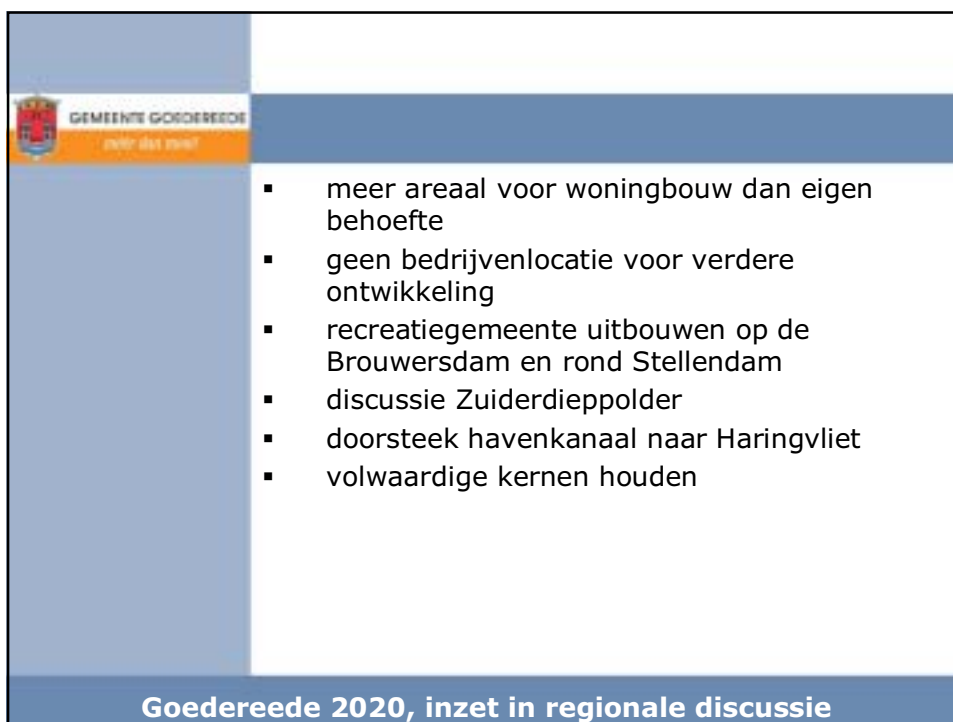 GEMEENTE GOEDEREEDE
▪ meer areaal voor woningbouw dan eigen
behoefte
▪ geen bedrijvenlocatie voor verdere
ontwikkeling
▪ recreatiegemeente uitbouwen op de
Brouwersdam en rond Stellendam
▪ discussie Zuiderdieppolder
▪ doorsteek havenkanaal naar Haringvliet
▪ volwaardige kernen houden
Goedereede 2020, inzet in regionale discussie